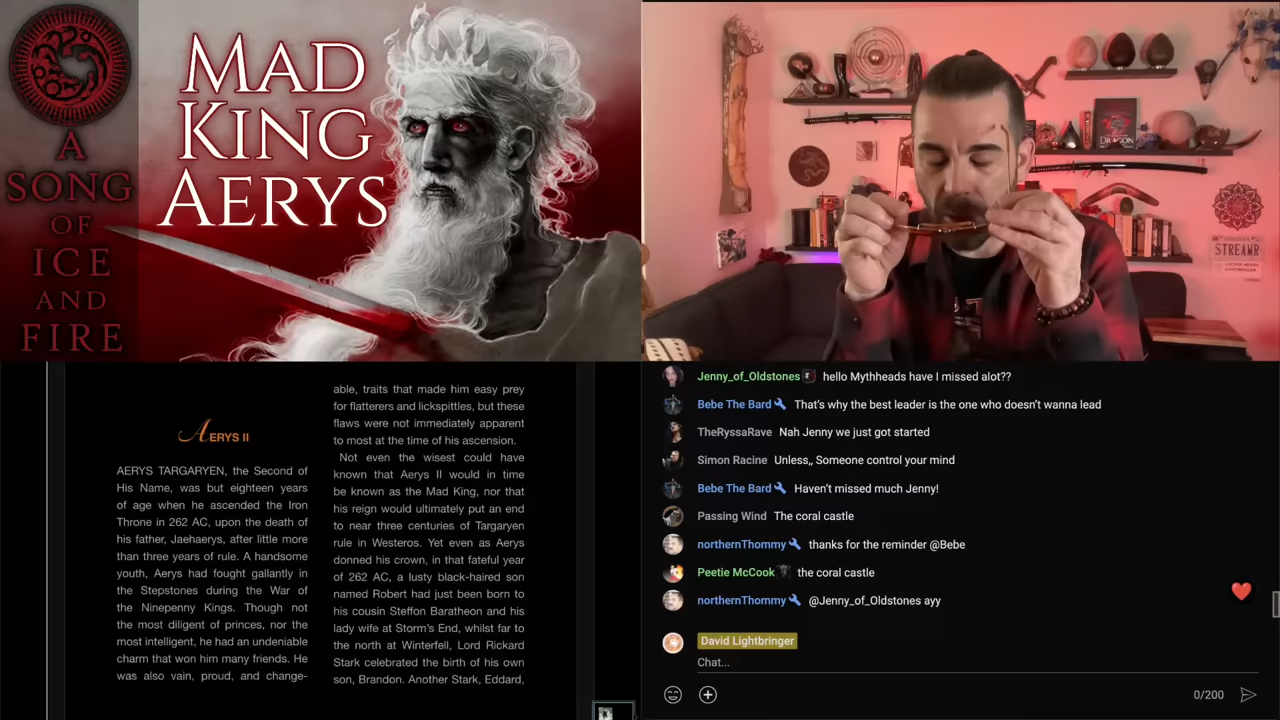 A
SONG
OF
ICE
AND
FIRE
MAD
KING
AERYS
DRAGON
STREAWR
AERYS II
AERYS TARGARYEN, the Second of
His Name, was but eighteen years
of age when he ascended the Iron
Throne in 262 AC, upon the death of
his father, Jaehaerys, after little more
than three years of rule. A handsome
youth, Aerys had fought gallantly in
the Stepstones during the War of
the Ninepenny Kings. Though not
the most diligent of princes, nor the
most intelligent, he had an undeniable
charm that won him many friends. He
was also vain, proud, and change-
able, traits that made him easy prey
for flatterers and lickspittles, but these
flaws were not immediately apparent
to most at the time of his ascension.
Not even the wisest could have
known that Aerys II would in time
be known as the Mad King, nor that
his reign would ultimately put an end
to near three centuries of Targaryen
rule in Westeros. Yet even as Aerys
donned his crown, in that fateful year
of 262 AC, a lusty black-haired son
named Robert had just been born to
his cousin Steffon Baratheon and his
lady wife at Storm's End, whilst far to
the north at Winterfell, Lord Rickard
Stark celebrated the birth of his own
son, Brandon. Another Stark, Eddard,
Jenny_of_Oldstones hello Mythheads have I missed alot??
Bebe The Bard That's why the best leader is the one who doesn't wanna lead
TheRyssaRave Nah Jenny we just got started
Simon Racine Unless,, Someone control your mind
Bebe The Bard Haven't missed much Jenny!
Passing Wind The coral castle
northernThommy thanks for the reminder @Bebe
Peetie McCook the coral castle
northernThommy @Jenny_of_Oldstones ayy
David Lightbringer
Chat...
0/200